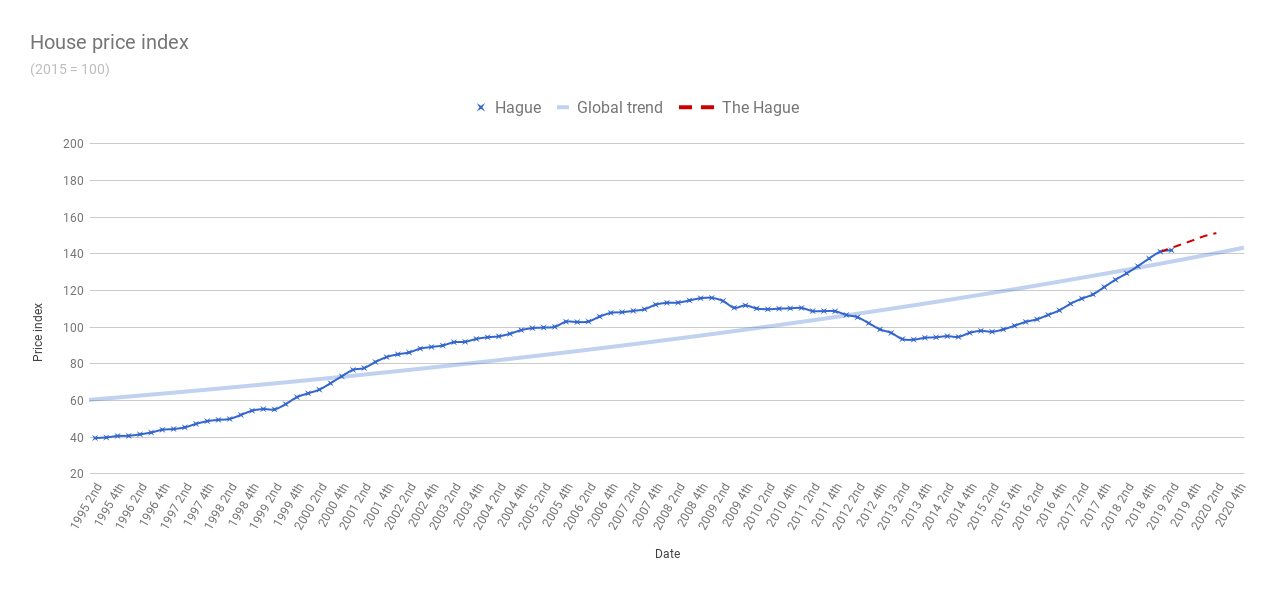 House price index
(2015 = 100)
Hague
Global trend
The Hague
200
180
160
140
120
100
80
60
40
20
Price index
1995 2nd
1995 4th
1996 2nd
1996 4th
1997 2nd
1997 4th
1998 2nd
1998 4th
1999 2nd
1999 4th
2000 2nd
2000 4th
2001 2nd
2001 4th
2002 2nd
2002 4th
2003 2nd
2003 4th
2004 2nd
2004 4th
2005 2nd
2005 4th
2006 2nd
2006 4th
2007 2nd
2007 4th
2008 2nd
2008 4th
2009 2nd
2009 4th
2010 2nd
2010 4th
2011 2nd
2011 4th
2012 2nd
2012 4th
2013 2nd
2013 4th
2014 2nd
2014 4th
2015 2nd
2015 4th
2016 2nd
2016 4th
2017 2nd
2017 4th
2018 2nd
2018 4th
2019 2nd
2019 4th
2020 2nd
2020 4th
Date